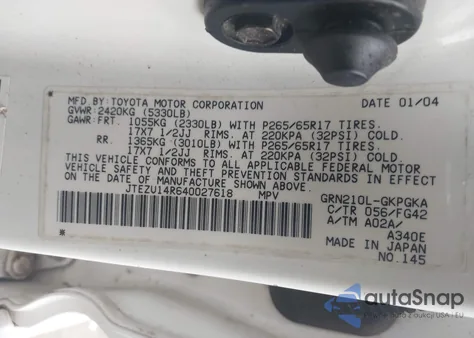 MFD BY: TOYOTA MOTOR CORPORATION DATE 01/04
GVWR: 2420KG (5330LB)
GAWR: FRT. 1055KG (2330LB) WITH P265/65R17 TIRES.
17X7 1/2JJ RIMS. AT 220KPA (32PSI) COLD.
RR. 1365KG (3010LB) WITH P265/65R17 TIRES.
17X7 1/2JJ RIMS. AT 220KPA (32PSI) COLD.
THIS VEHICLE CONFORMS TO ALL APPLICABLE FEDERAL MOTOR
VEHICLE SAFETY AND THEFT PREVENTION STANDARDS IN EFFECT
ON THE DATE OF MANUFACTURE SHOWN ABOVE.
JTEZU14R640027618 MPV GRN210L-GKPGKA
C/TR 056/FG42
A/TM A02A/
A340E
MADE IN JAPAN
NO.145
autoSnap
Auta z aukcji USA i EU